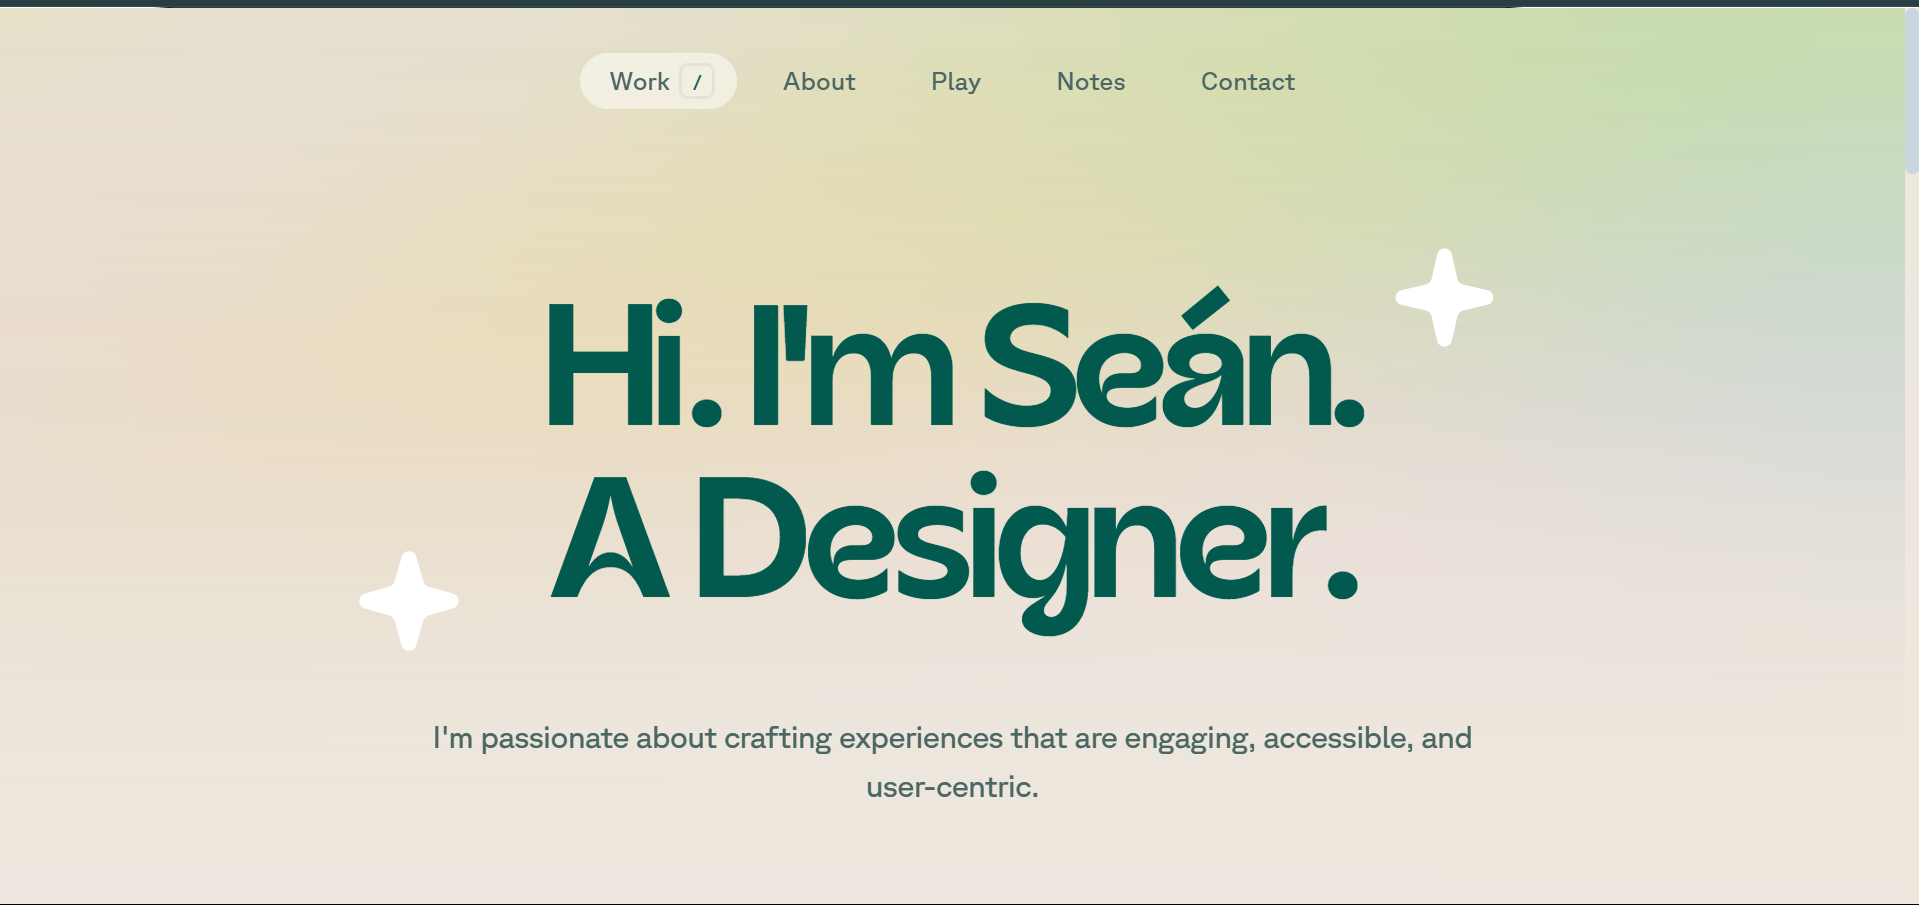 Work / About Play Notes Contact
Hi. I'm Seán.
A Designer.
I'm passionate about crafting experiences that are engaging, accessible, and
user-centric.